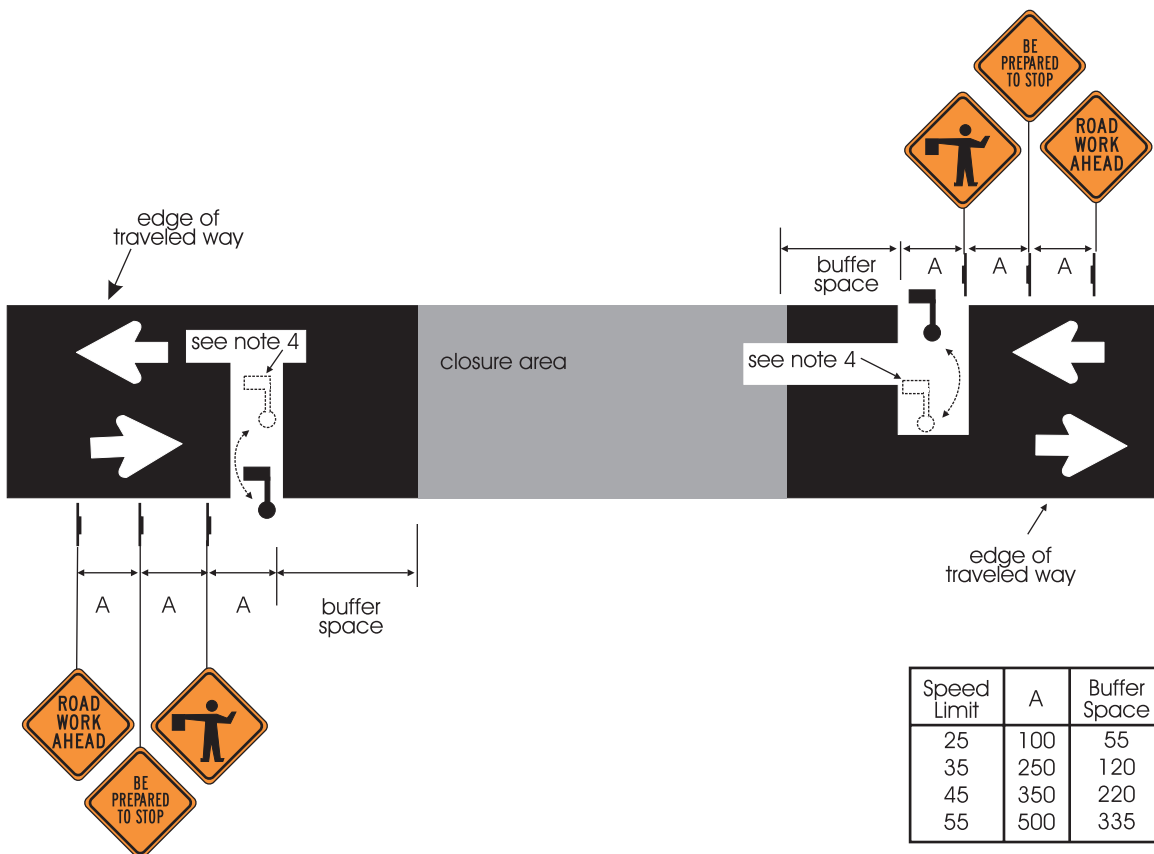 BE
PREPARED
TO STOP
ROAD
WORK
AHEAD
edge of
traveled way
buffer
space
A
A
A
see note 4
closure area
see note 4
edge of
traveled way
A
A
A
buffer
space
ROAD
WORK
AHEAD
BE
PREPARED
TO STOP
Speed
Limit
A
Buffer
Space
25 100 55
35 250 120
45 350 220
55 500 335